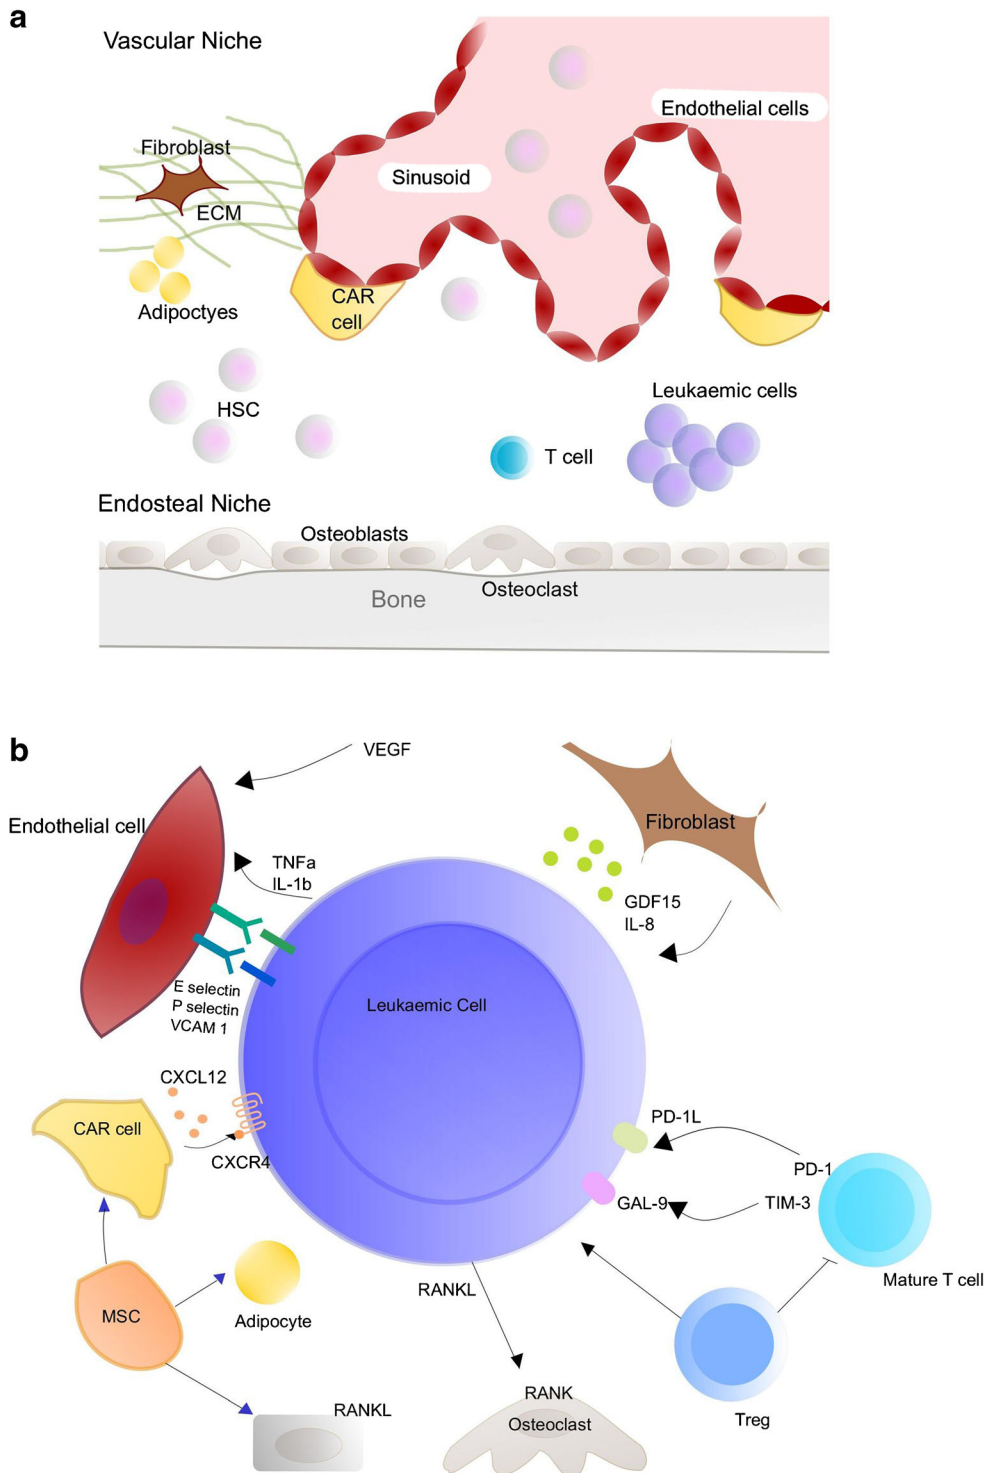 a
Vascular Niche
Endothelial cells
Fibroblast
Sinusoid
ECM
CAR
cell
Adipoctyes
Leukaemic cells
HSC
T cell
Endosteal Niche
Osteoblasts
Osteoclast
Bone
b
VEGF
Endothelial cell
Fibroblast
TNFa
IL-1b
GDF15
IL-8
E selectin
P selectin
VCAM 1
Leukaemic Cell
CXCL12
CAR cell
CXCR4
PD-1L
PD-1
GAL-9
TIM-3
Mature T cell
RANKL
MSC
Adipocyte
RANKL
RANK
Osteoclast
Treg